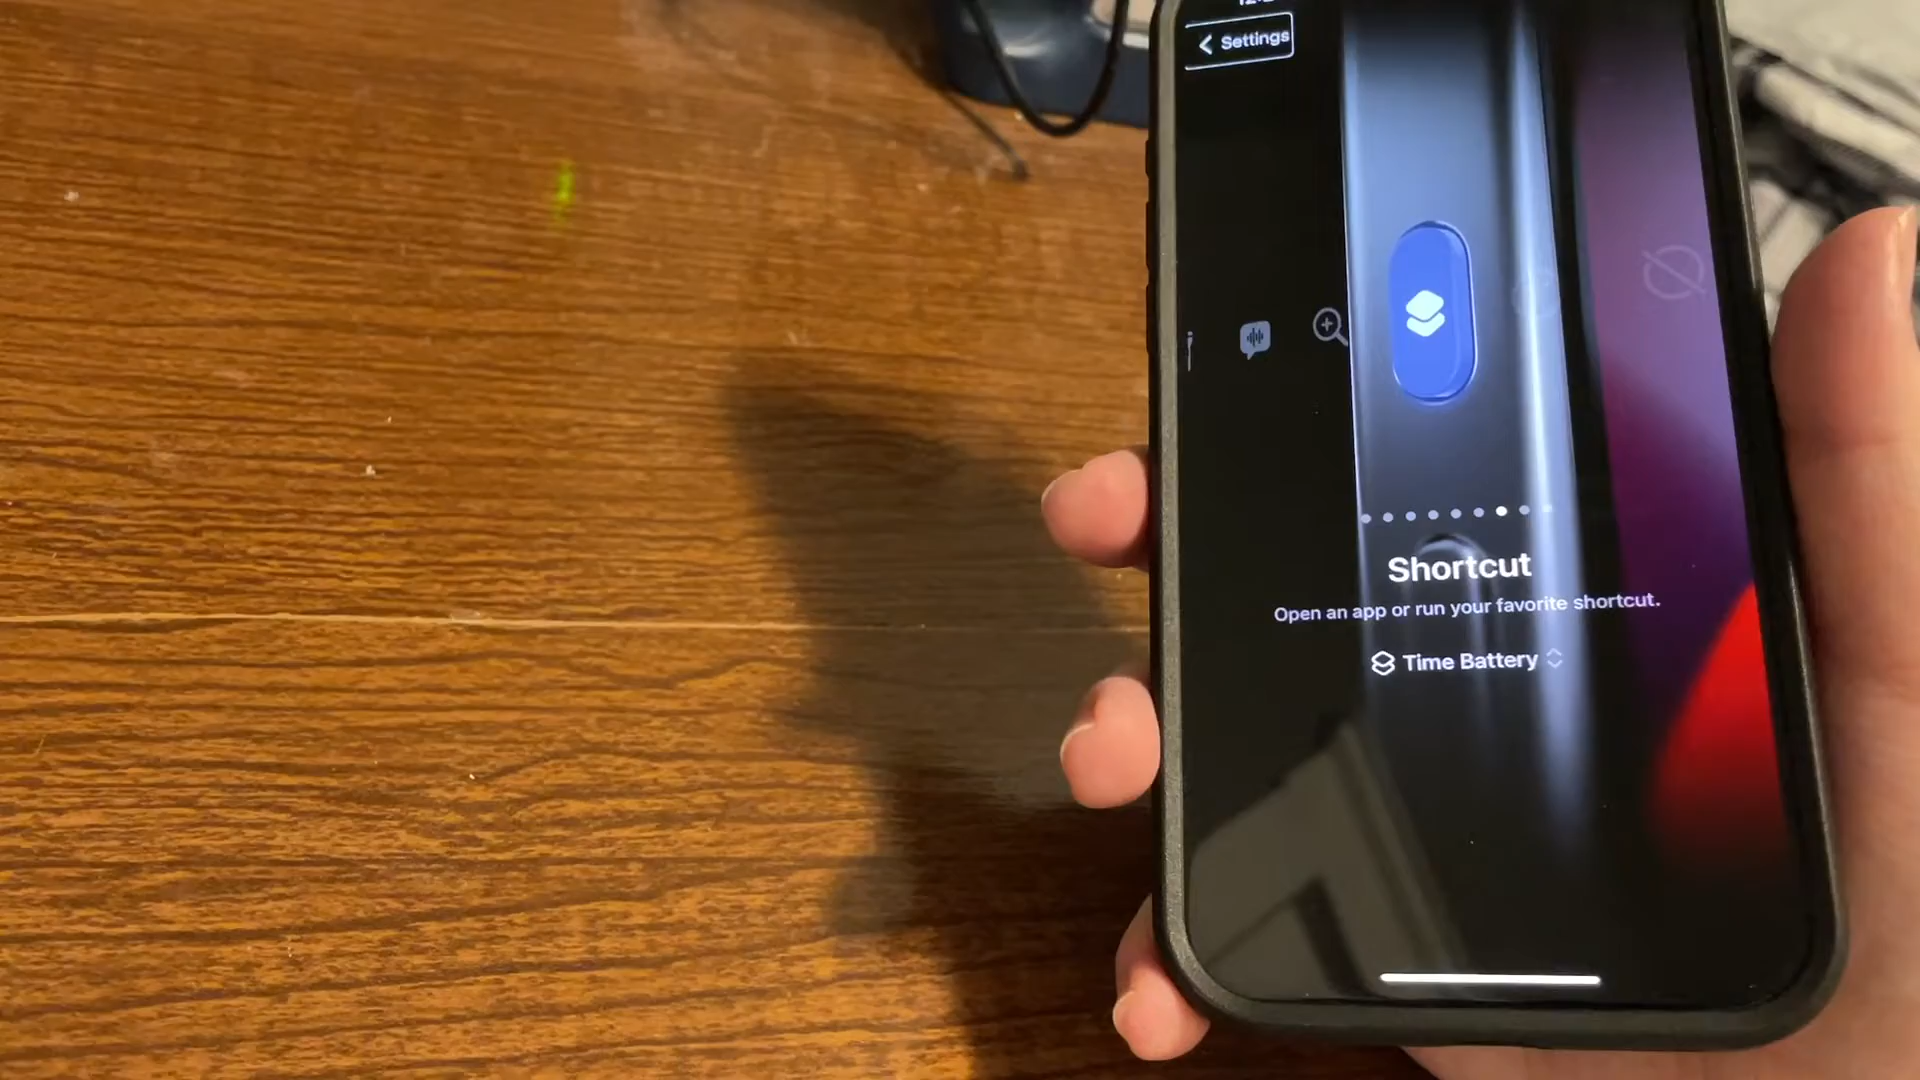 Settings
Shortcut
Open an app or run your favorite shortcut.
Time Battery